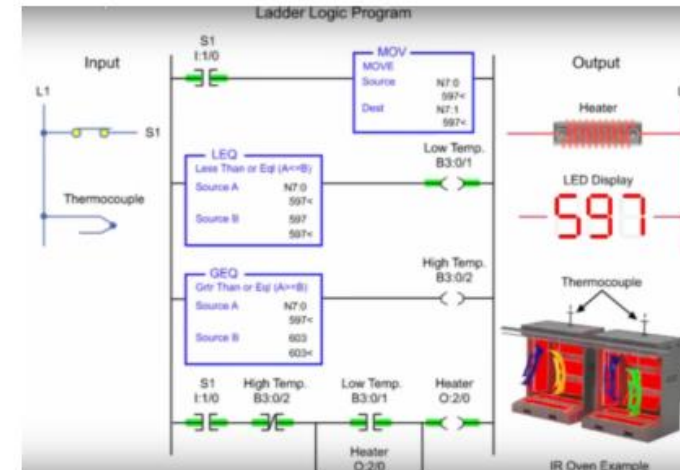 Ladder Logic Program
Input
L1
S1
Thermocouple
S1
I:1/0
MOV
MOVE
Source N7:0
597<
Dest N7:1
597<
LEQ
Less Than or Eql (A<=B)
Source A N7:0
597<
Source B 597
597<
Low Temp.
B3:0/1
GEQ
Grtr Than or Eql (A>=B)
Source A N7:0
597<
Source B 603
603<
High Temp.
B3:0/2
S1 High Temp. Low Temp. Heater
I:1/0 B3:0/2 B3:0/1 O:2/0
Heater
O:2/0
Output
Heater
LED Display
597
Thermocouple
IR Oven Example